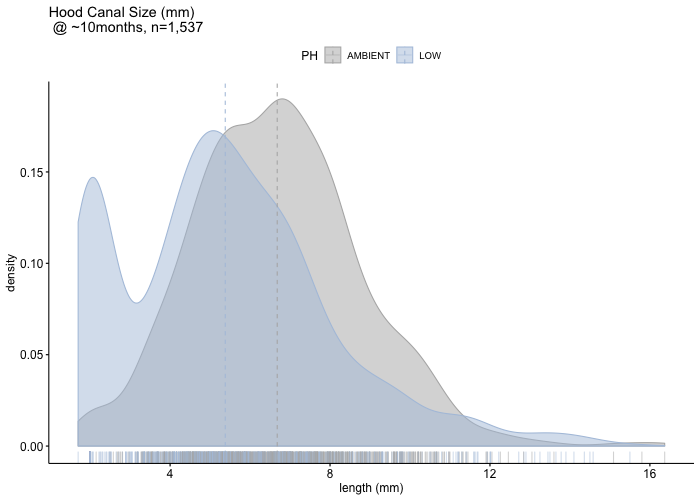 Hood Canal Size (mm)
@ ~10months, n=1,537
PH AMBIENT LOW
density
0.15
0.10
0.05
0.00
4 8 12 16
length (mm)